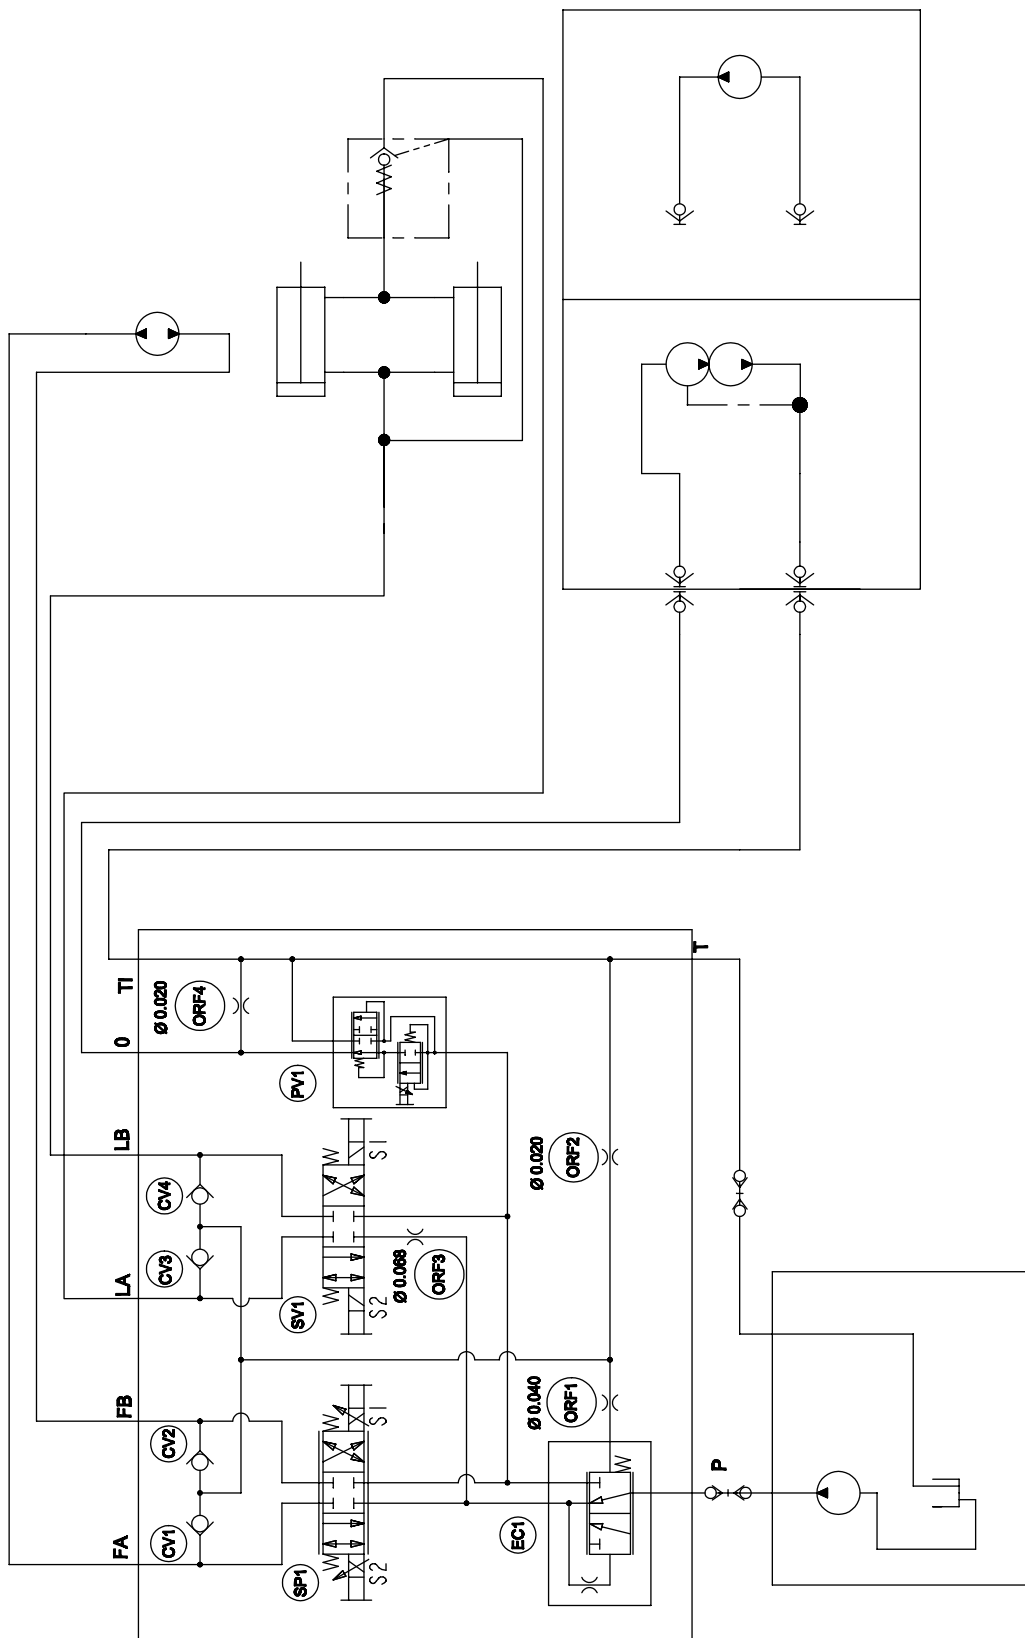 TI
T
Ø 0.020
ORF4
0
PV1
LB
S1
Ø 0.020
ORF2
CV4
CV3
LA
SV1
S2
Ø 0.068
ORF3
FB
CV2
S1
Ø 0.040
ORF1
P
FA
CV1
SP1
S2
EC1